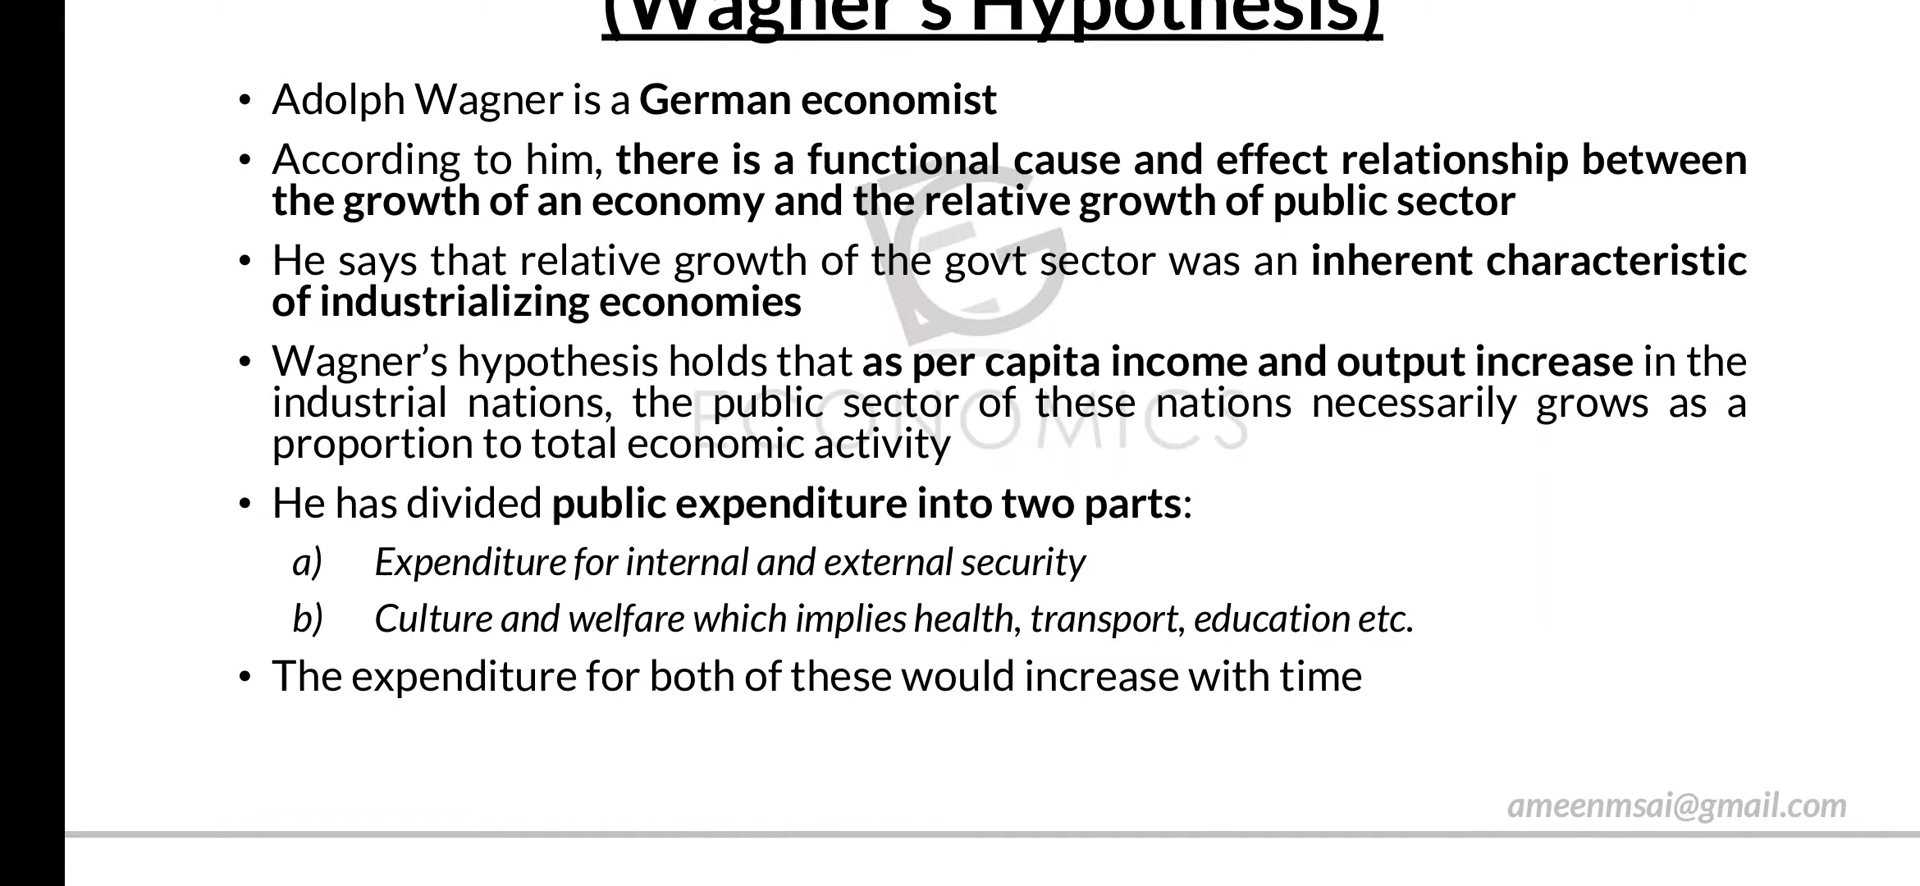 (Wagner's Hypothesis)
• Adolph Wagner is a German economist
• According to him, there is a functional cause and effect relationship between
the growth of an economy and the relative growth of public sector
• He says that relative growth of the govt sector was an inherent characteristic
of industrializing economies
• Wagner’s hypothesis holds that as per capita income and output increase in the
industrial nations, the public sector of these nations necessarily grows as a
proportion to total economic activity
• He has divided public expenditure into two parts:
a) Expenditure for internal and external security
b) Culture and welfare which implies health, transport, education etc.
• The expenditure for both of these would increase with time
ECONOMICS
ameenmsai@gmail.com